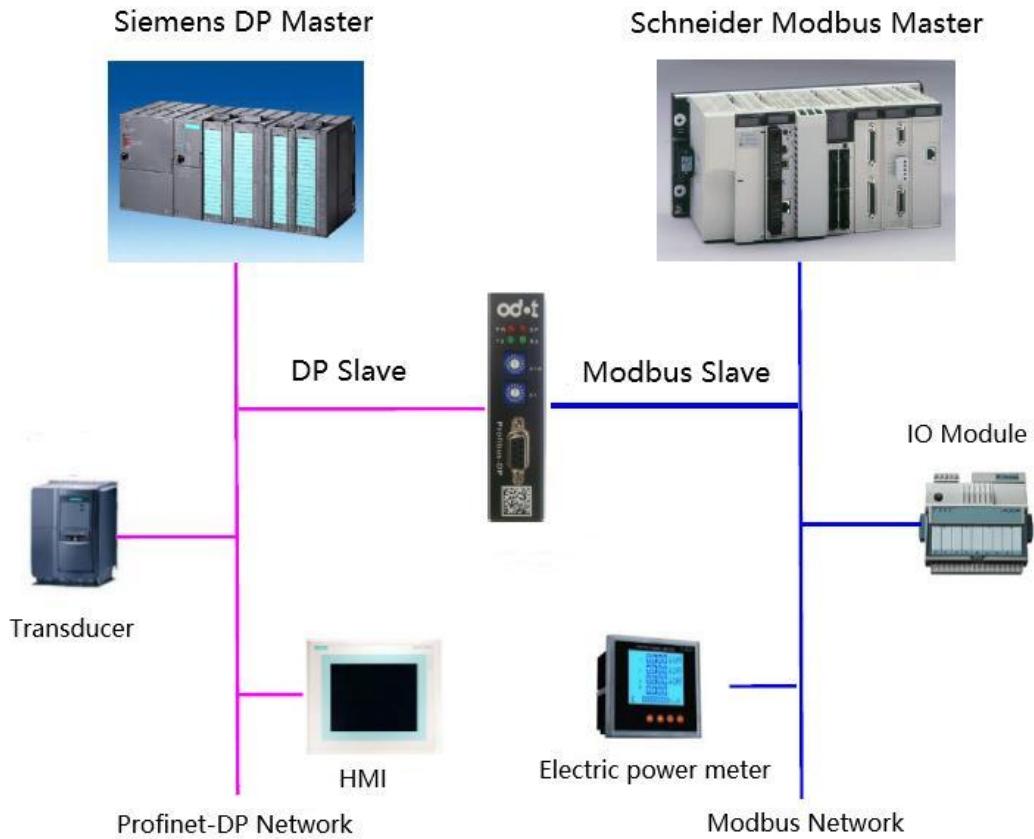 Siemens DP Master
Schneider Modbus Master
od•t
DP Slave
Modbus Slave
Profibus-DP
IO Module
Transducer
HMI
Electric power meter
Profinet-DP Network
Modbus Network